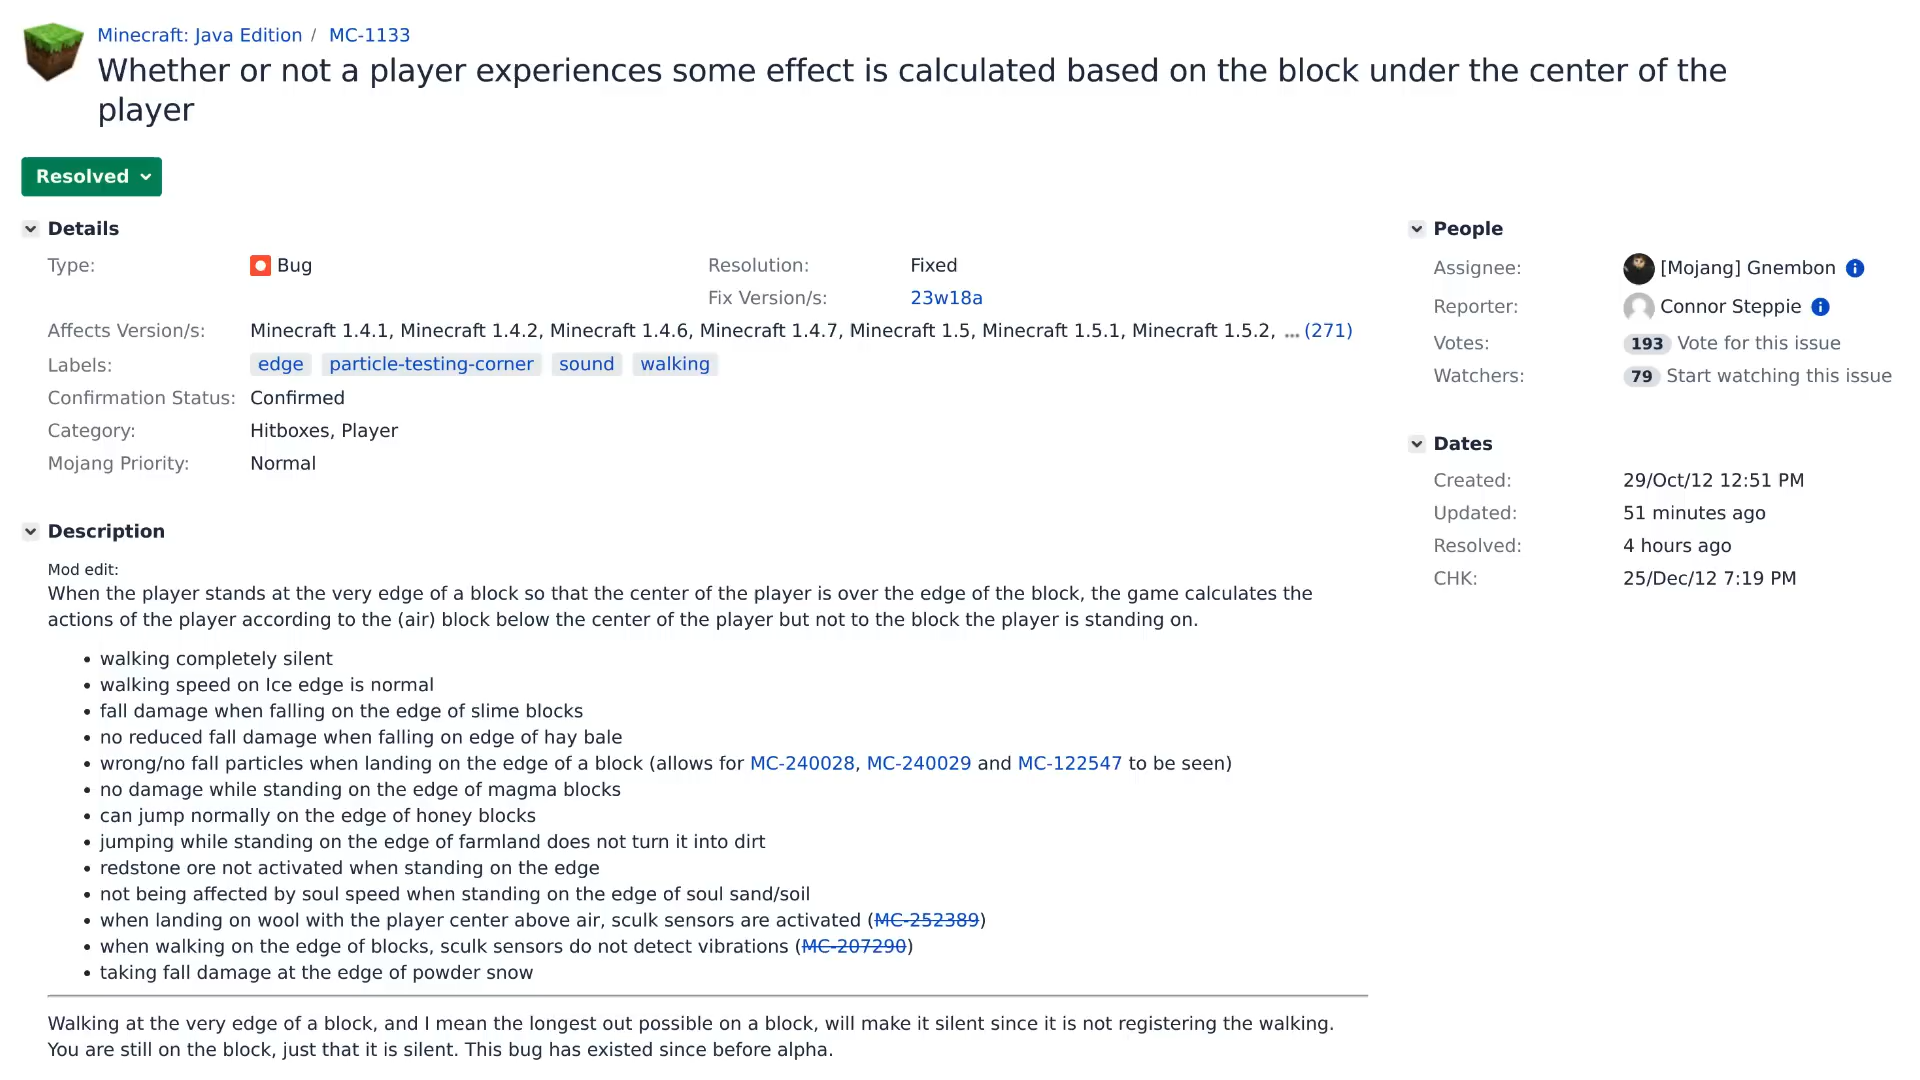 Minecraft: Java Edition / MC-1133
Whether or not a player experiences some effect is calculated based on the block under the center of the
player
Resolved
Details
Type: Bug
Resolution: Fixed
Fix Version/s: 23w18a
Affects Version/s: Minecraft 1.4.1, Minecraft 1.4.2, Minecraft 1.4.6, Minecraft 1.4.7, Minecraft 1.5, Minecraft 1.5.1, Minecraft 1.5.2, ... (271)
Labels: edge particle-testing-corner sound walking
Confirmation Status: Confirmed
Category: Hitboxes, Player
Mojang Priority: Normal
Description
Mod edit:
When the player stands at the very edge of a block so that the center of the player is over the edge of the block, the game calculates the
actions of the player according to the (air) block below the center of the player but not to the block the player is standing on.
• walking completely silent
• walking speed on Ice edge is normal
• fall damage when falling on the edge of slime blocks
• no reduced fall damage when falling on edge of hay bale
• wrong/no fall particles when landing on the edge of a block (allows for MC-240028, MC-240029 and MC-122547 to be seen)
• no damage while standing on the edge of magma blocks
• can jump normally on the edge of honey blocks
• jumping while standing on the edge of farmland does not turn it into dirt
• redstone ore not activated when standing on the edge
• not being affected by soul speed when standing on the edge of soul sand/soil
• when landing on wool with the player center above air, sculk sensors are activated (MC-252389)
• when walking on the edge of blocks, sculk sensors do not detect vibrations (MC-207290)
• taking fall damage at the edge of powder snow
Walking at the very edge of a block, and I mean the longest out possible on a block, will make it silent since it is not registering the walking.
You are still on the block, just that it is silent. This bug has existed since before alpha.
People
Assignee: [Mojang] Gnembon
Reporter: Connor Steppie
Votes: 193 Vote for this issue
Watchers: 79 Start watching this issue
Dates
Created: 29/Oct/12 12:51 PM
Updated: 51 minutes ago
Resolved: 4 hours ago
CHK: 25/Dec/12 7:19 PM